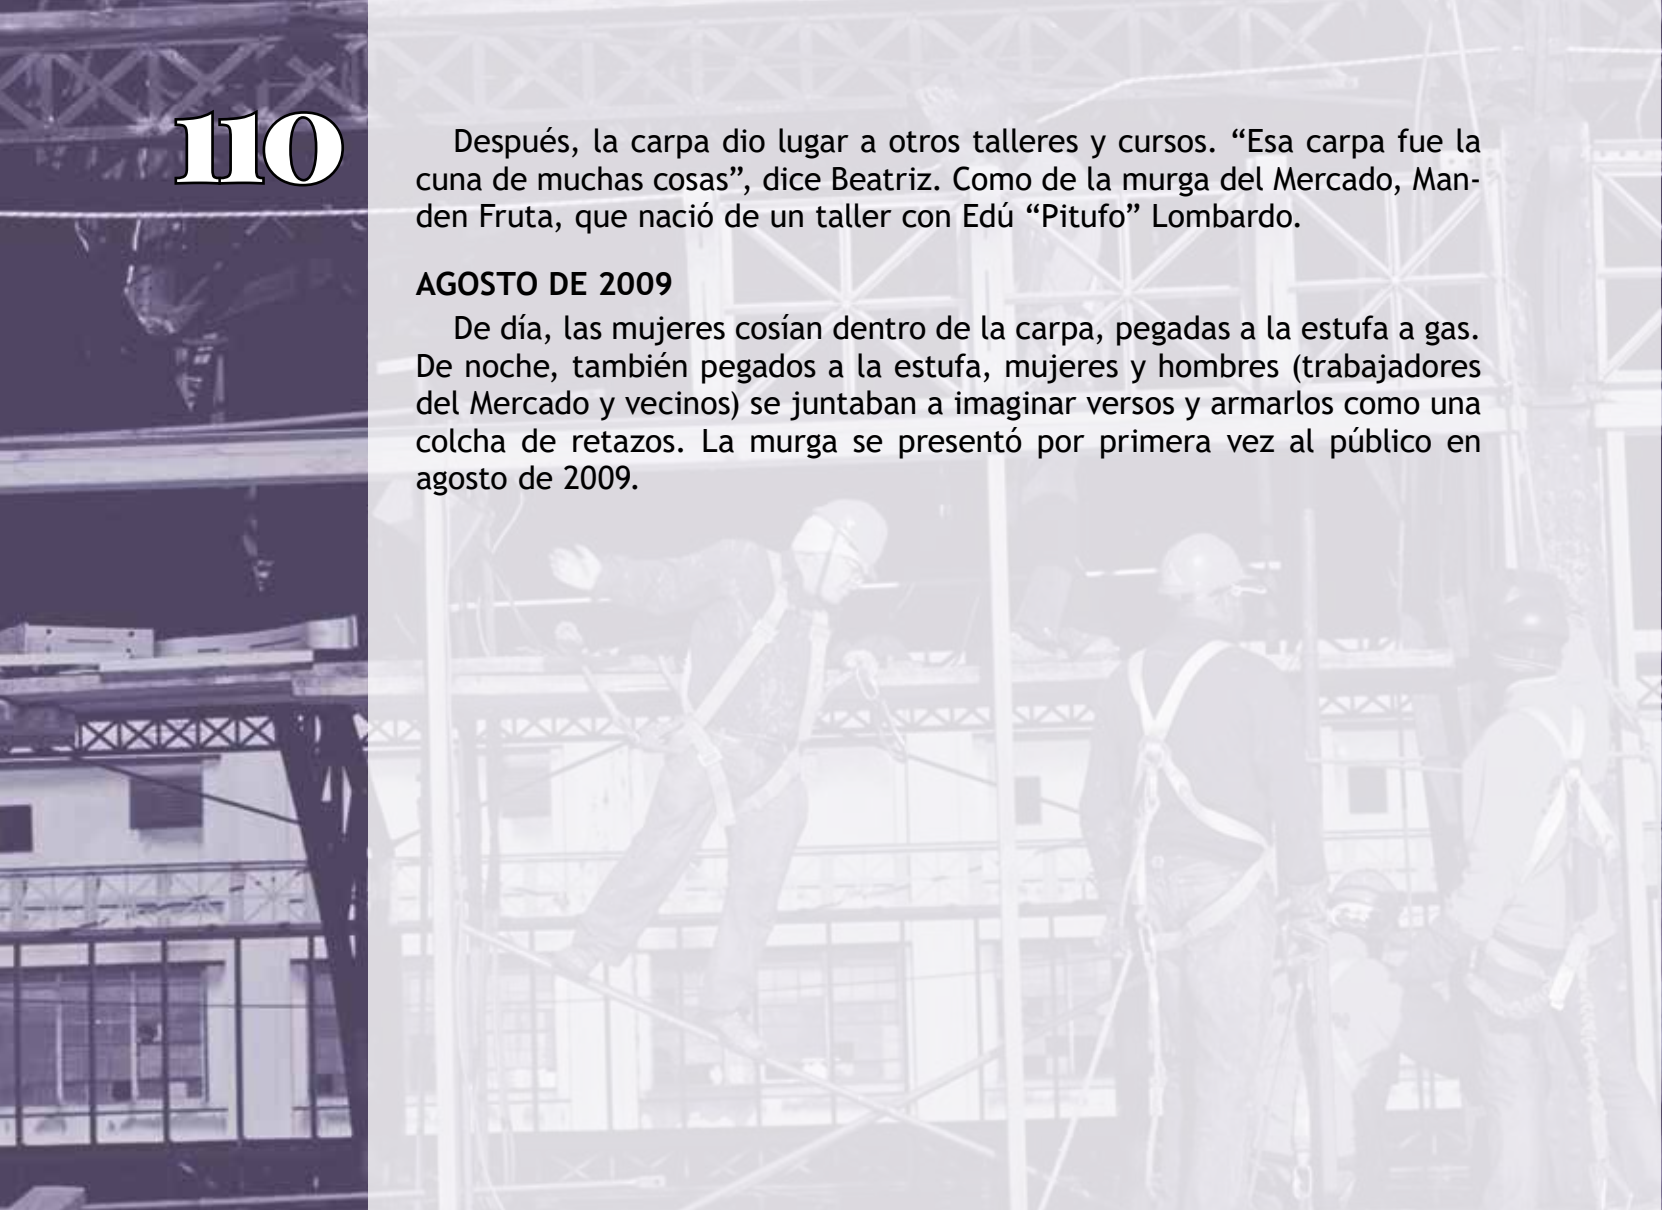 110
Después, la carpa dio lugar a otros talleres y cursos. “Esa carpa fue la
cuna de muchas cosas”, dice Beatriz. Como de la murga del Mercado, Man-
den Fruta, que nació de un taller con Edú “Pitufo” Lombardo.
AGOSTO DE 2009
De día, las mujeres cosían dentro de la carpa, pegadas a la estufa a gas.
De noche, también pegados a la estufa, mujeres y hombres (trabajadores
del Mercado y vecinos) se juntaban a imaginar versos y armarlos como una
colcha de retazos. La murga se presentó por primera vez al público en
agosto de 2009.